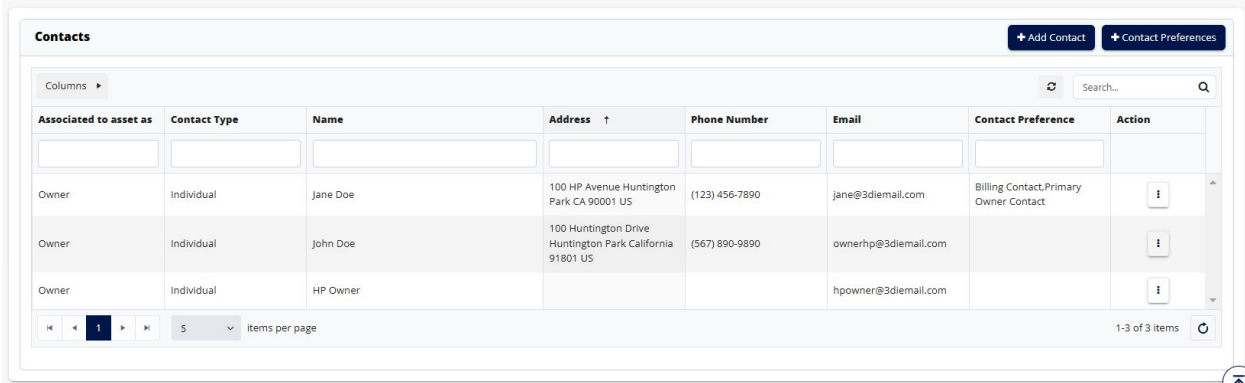 Contacts
+ Add Contact
+ Contact Preferences
Columns
Search...
Associated to asset as Contact Type Name Address ↑ Phone Number Email Contact Preference Action
Owner Individual Jane Doe 100 HP Avenue Huntington (123) 456-7890 jane@3diemail.com Billing Contact,Primary
Park CA 90001 US Owner Contact
100 Huntington Drive
Owner Individual John Doe Huntington Park California (567) 890-9890 ownerhp@3diemail.com
91801 US
Owner Individual HP Owner hpowner@3diemail.com
1 5 items per page 1-3 of 3 items